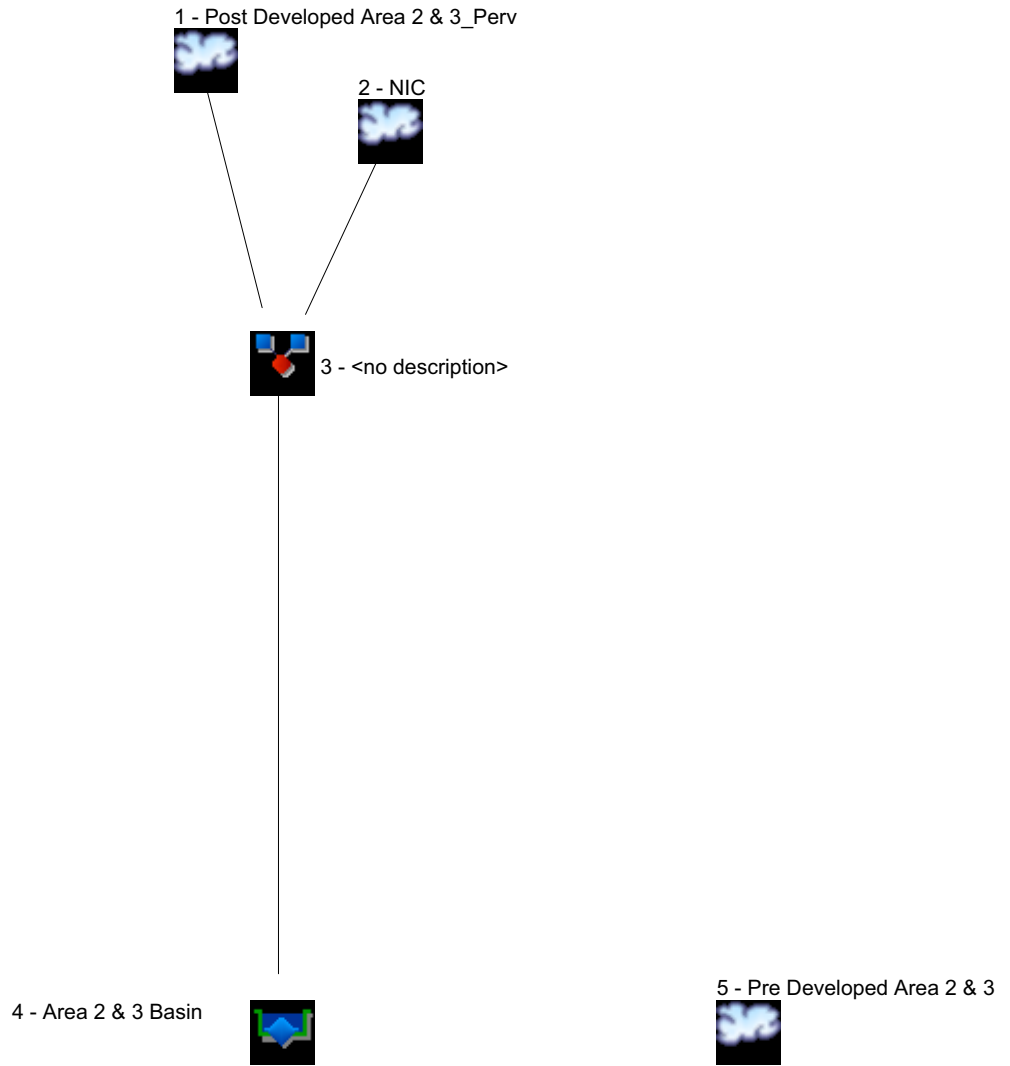 1 - Post Developed Area 2 & 3_Perv
2 - NIC
3 - <no description>
4 - Area 2 & 3 Basin
5 - Pre Developed Area 2 & 3